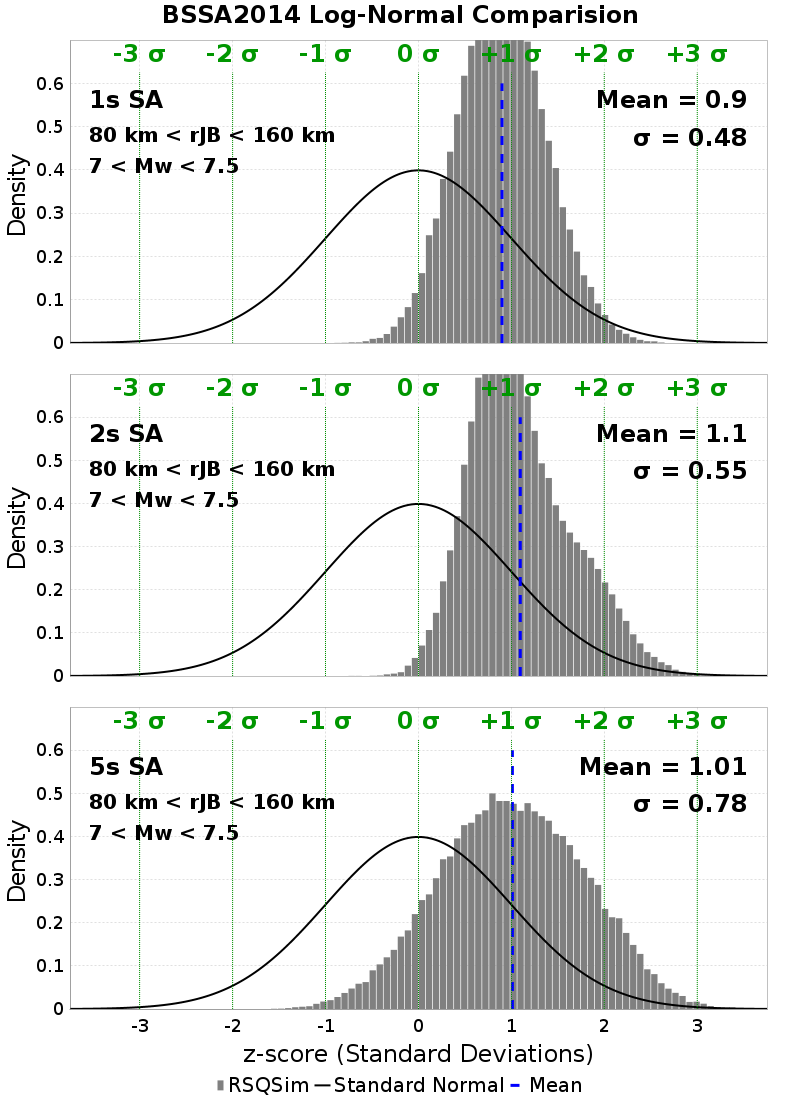 BSSA2014 Log-Normal Comparision
-3 σ -2 σ -1 σ 0 σ +1 σ +2 σ +3 σ
1s SA
80 km < rJB < 160 km
7 < Mw < 7.5
Mean = 0.9
σ = 0.48
Density
0.6
0.5
0.4
0.3
0.2
0.1
0
-3 σ -2 σ -1 σ 0 σ +1 σ +2 σ +3 σ
2s SA
80 km < rJB < 160 km
7 < Mw < 7.5
Mean = 1.1
σ = 0.55
Density
0.6
0.5
0.4
0.3
0.2
0.1
0
-3 σ -2 σ -1 σ 0 σ +1 σ +2 σ +3 σ
5s SA
80 km < rJB < 160 km
7 < Mw < 7.5
Mean = 1.01
σ = 0.78
Density
0.6
0.5
0.4
0.3
0.2
0.1
0
-3 -2 -1 0 1 2 3
z-score (Standard Deviations)
RSQSim Standard Normal Mean